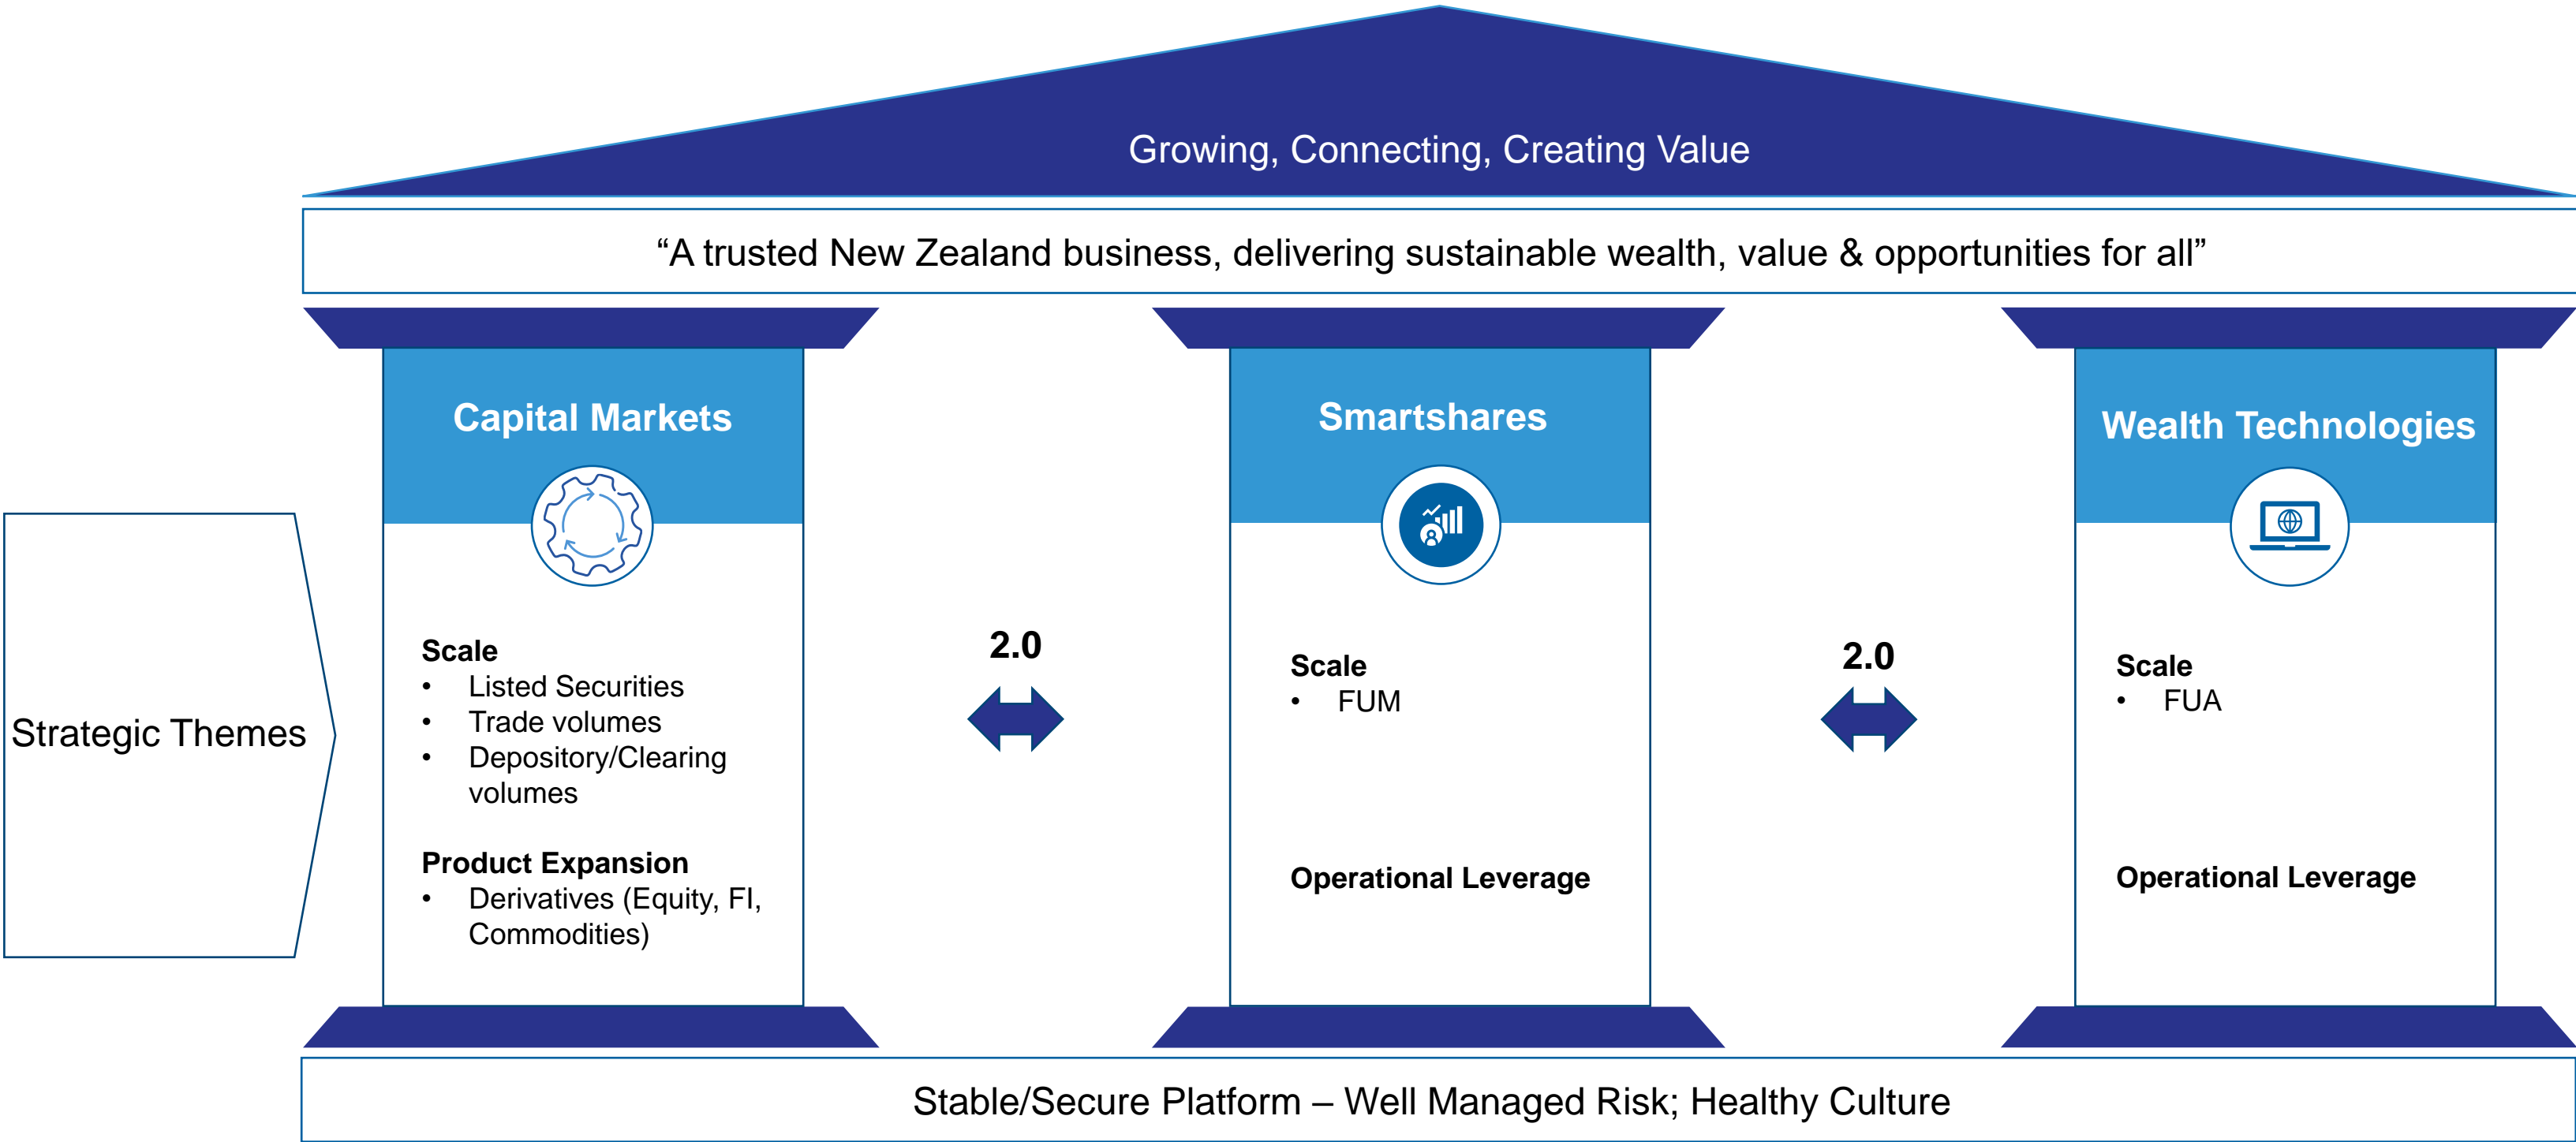 Growing, Connecting, Creating Value
“A trusted New Zealand business, delivering sustainable wealth, value & opportunities for all”
Strategic Themes
Capital Markets
Scale
• Listed Securities
• Trade volumes
• Depository/Clearing
volumes
Product Expansion
• Derivatives (Equity, FI,
Commodities)
2.0
Smartshares
Scale
• FUM
Operational Leverage
2.0
Wealth Technologies
Scale
• FUA
Operational Leverage
Stable/Secure Platform – Well Managed Risk; Healthy Culture